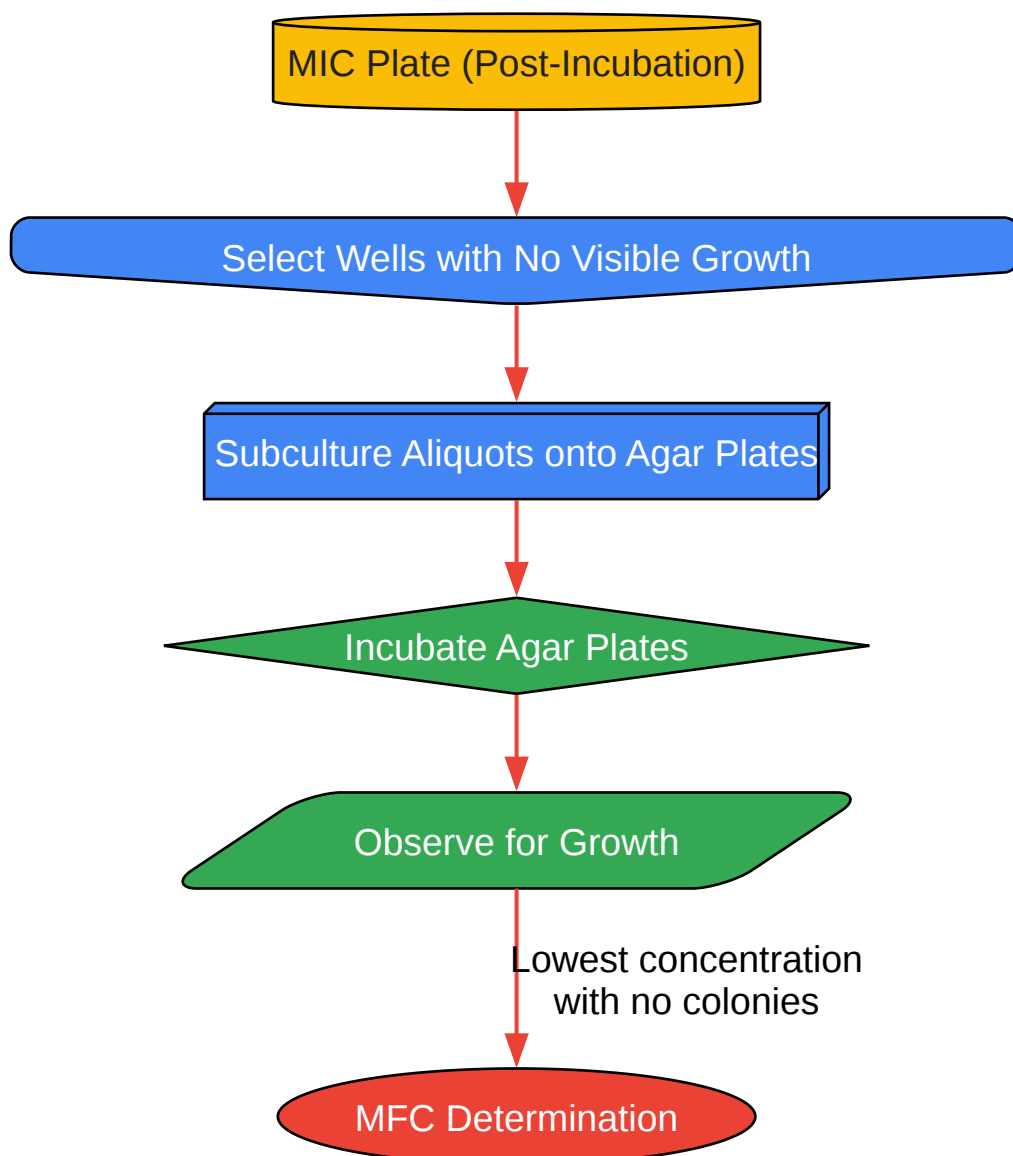 MIC Plate (Post-Incubation)
Select Wells with No Visible Growth
Subculture Aliquots onto Agar Plates
Incubate Agar Plates
Observe for Growth
Lowest concentration
with no colonies
MFC Determination